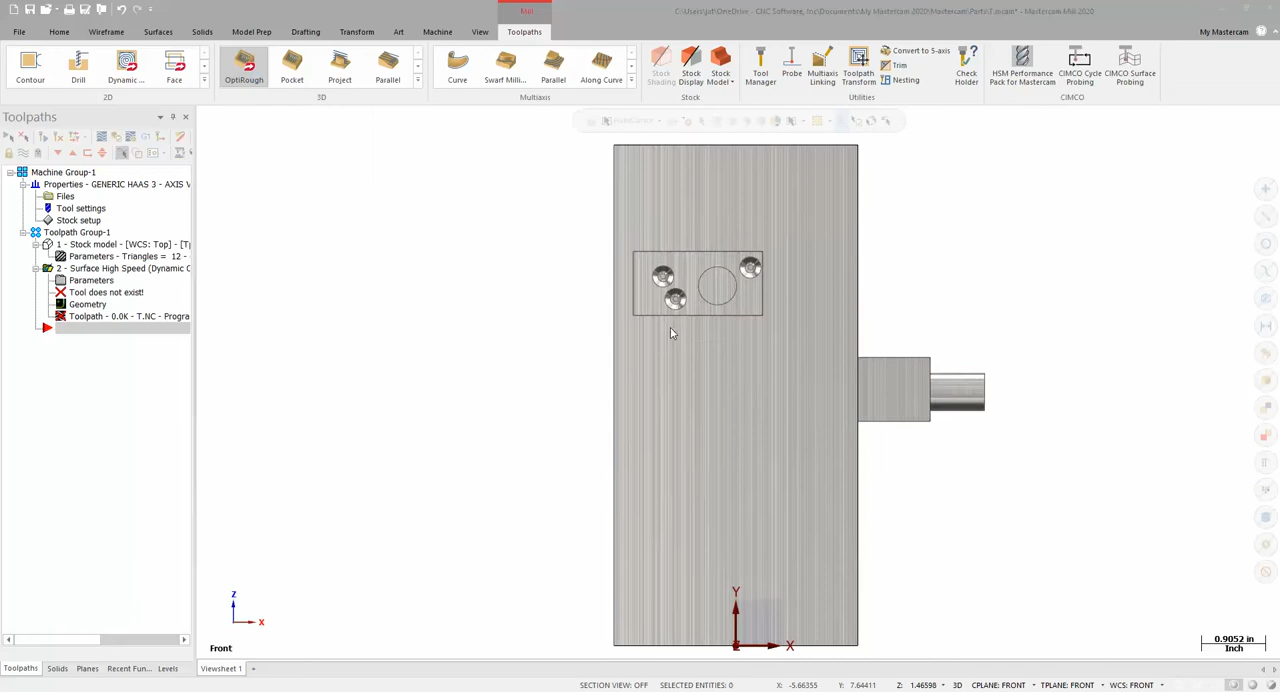 Mill
C:\Users\jot\OneDrive - CNC Software, Inc\Documents\My Mastercam 2020\Mastercam\Parts\T.mcam* - Mastercam Mill 2020
File Home Wireframe Surfaces Solids Model Prep Drafting Transform Art Machine View Toolpaths My Mastercam
Contour Drill Dynamic ... Face
2D
OptiRough Pocket Project Parallel
3D
Curve Swarf Milli... Parallel Along Curve
Multiaxis
Stock Shading Stock Display Stock Model
Stock
Tool Manager Probe Multiaxis Linking Toolpath Transform Convert to 5-axis Trim Nesting Check Holder
Utilities
HSM Performance Pack for Mastercam CIMCO Cycle Probing CIMCO Surface Probing
CIMCO
Toolpaths
AutoCursor
Machine Group-1
Properties - GENERIC HAAS 3 - AXIS V
Files
Tool settings
Stock setup
Toolpath Group-1
1 - Stock model - [WCS: Top] - [Tp
Parameters - Triangles = 12 -
2 - Surface High Speed (Dynamic O
Parameters
Tool does not exist!
Geometry
Toolpath - 0.0K - T.NC - Progra
Z
X
Y
Z
X
Front
0.9052 in
Inch
Toolpaths Solids Planes Recent Fun... Levels
Viewsheet 1 +
SECTION VIEW: OFF SELECTED ENTITIES: 0 X: -5.66355 Y: 7.64411 Z: 1.46598 3D CPLANE: FRONT TPLANE: FRONT WCS: FRONT